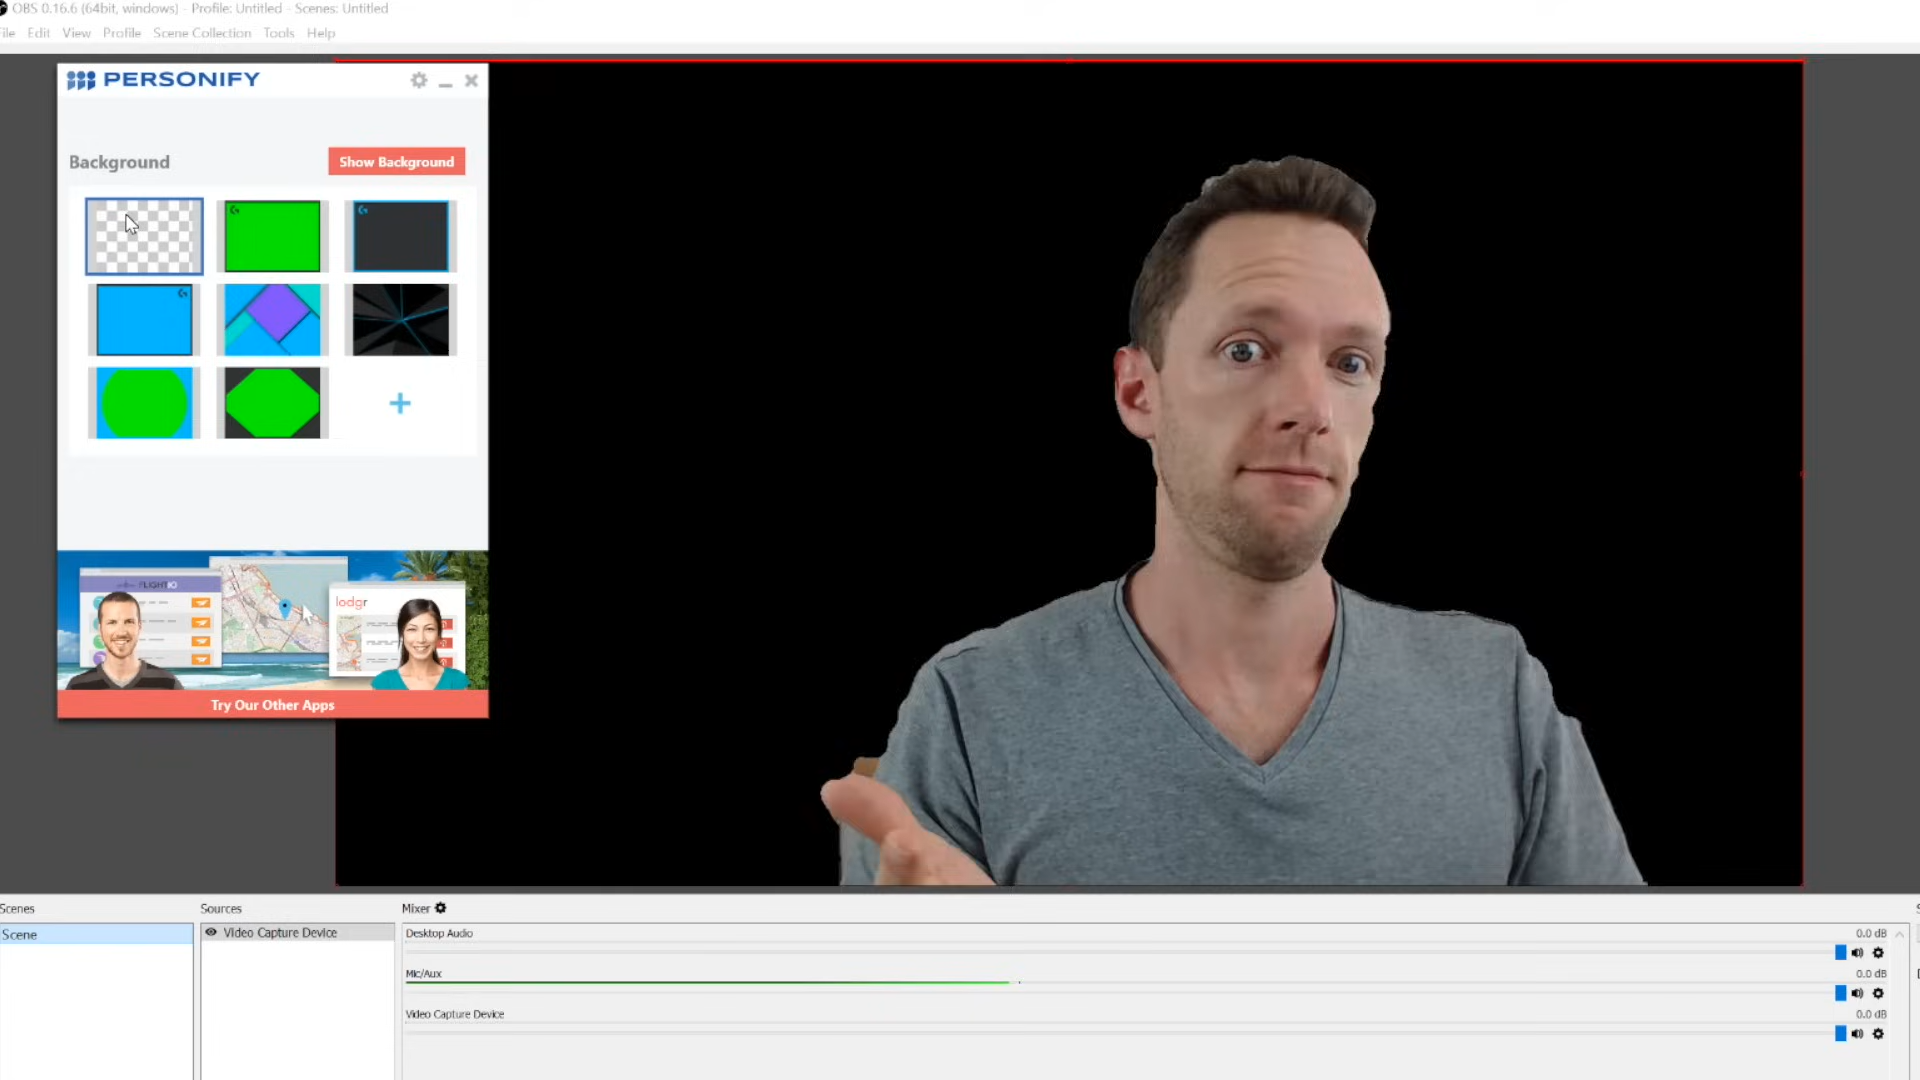 OBS 0.16.6 (64bit, windows) - Profile: Untitled - Scenes: Untitled
ile Edit View Profile Scene Collection Tools Help
PERSONIFY
Background
Show Background
FLIGHTIO
lodgr
Try Our Other Apps
Scenes
Sources
Mixer
Scene
Video Capture Device
Desktop Audio
0.0 dB
Mic/Aux
0.0 dB
Video Capture Device
0.0 dB